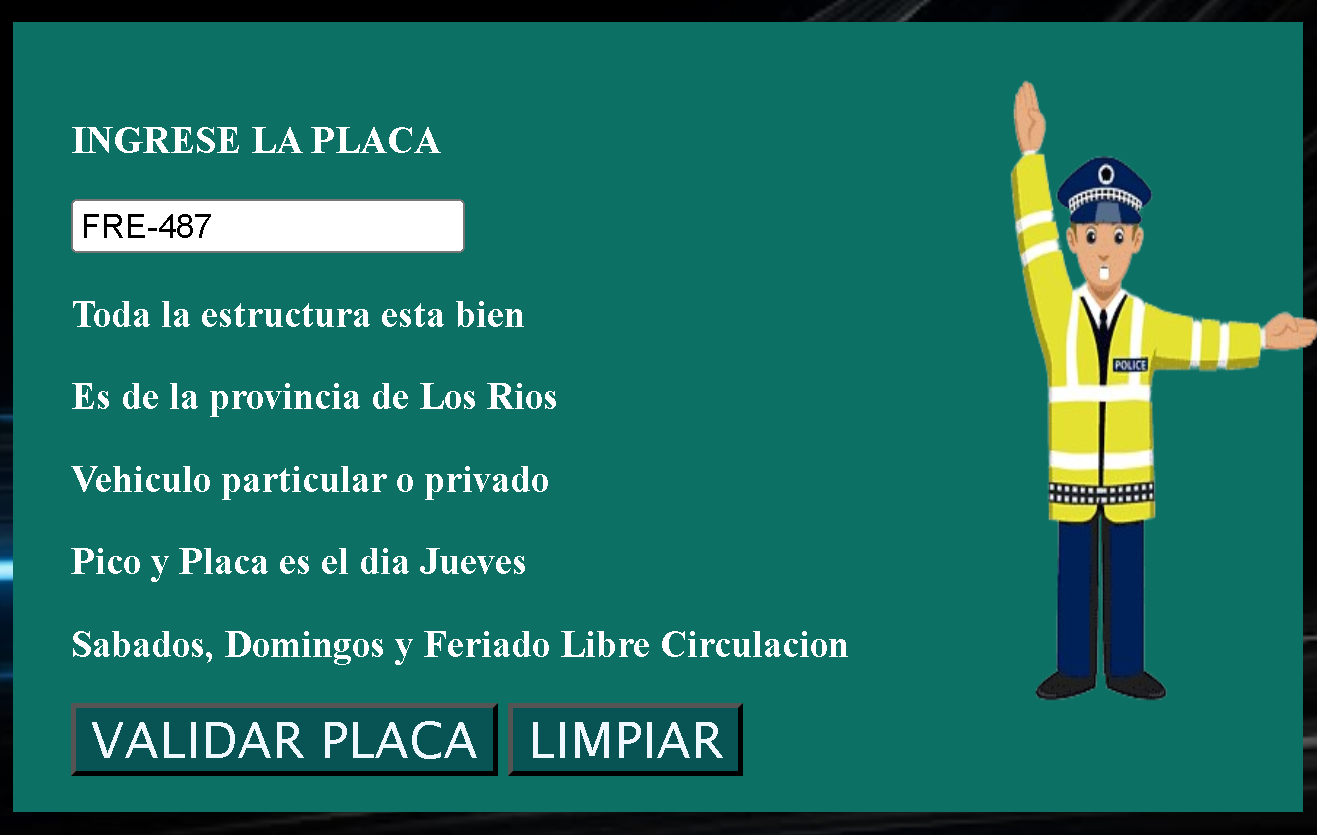 INGRESE LA PLACA
FRE-487
Toda la estructura esta bien
Es de la provincia de Los Rios
Vehiculo particular o privado
POLICE
Pico y Placa es el dia Jueves
Sabados, Domingos y Feriado Libre Circulacion
VALIDAR PLACA
LIMPIAR